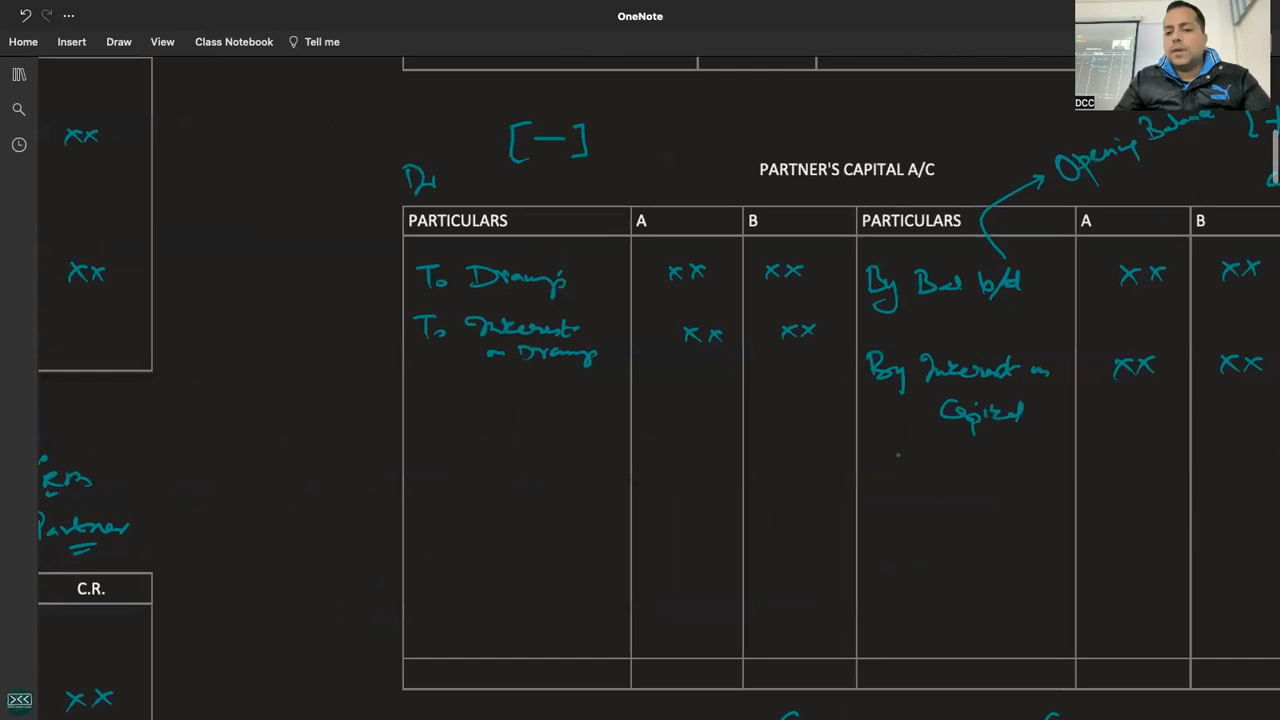 OneNote
Home Insert Draw View Class Notebook Tell me
DCC
xx
[—]
Opening Balance
Dr
PARTNER'S CAPITAL A/C
PARTICULARS A B PARTICULARS A B
To Drawings xx xx By Bal b/d xx xx
To Interest on Drawings xx xx
By Interest on Capital xx xx
xx
Partner
C.R.
xx